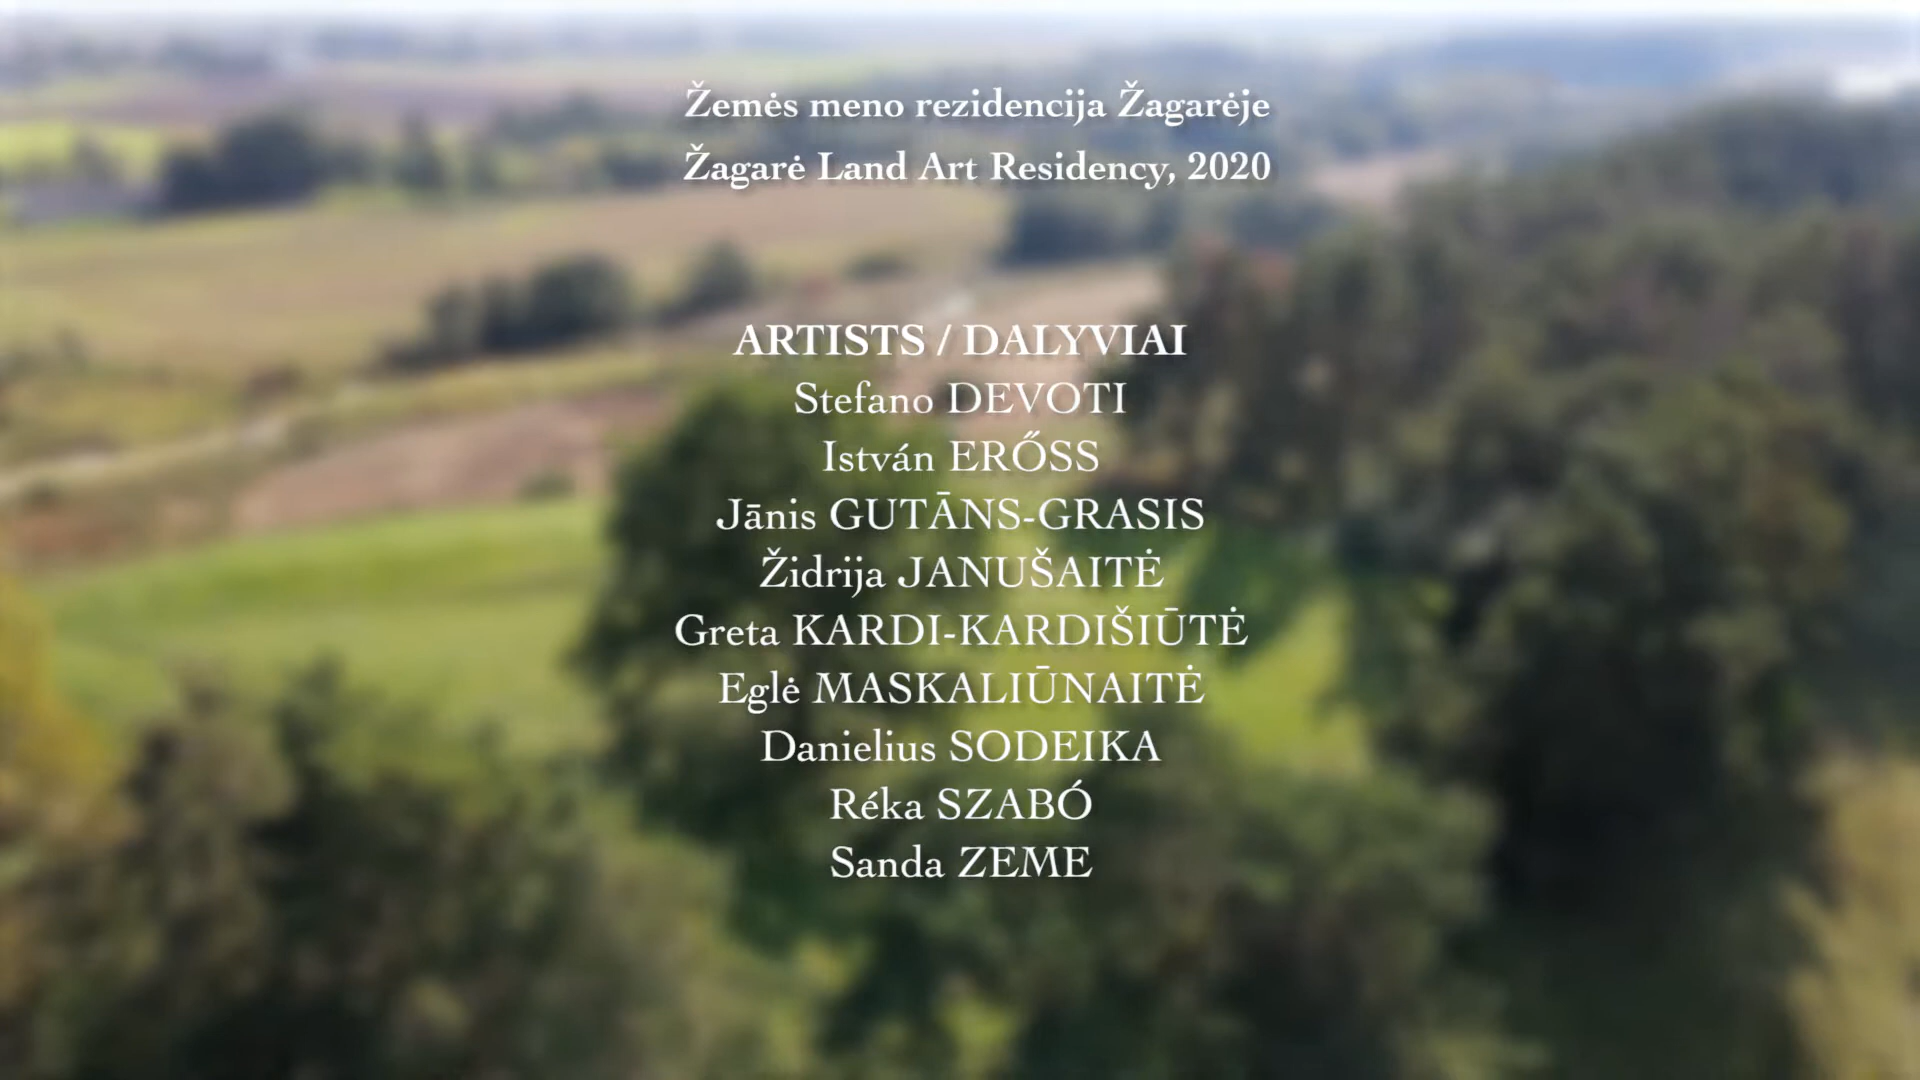 Žemės meno rezidencija Žagarėje
Žagarė Land Art Residency, 2020
ARTISTS / DALYVIAI
Stefano DEVOTI
István ERŐSS
Jānis GUTĀNS-GRASIS
Židrija JANUŠAITĖ
Greta KARDI-KARDIŠIŪTĖ
Eglė MASKALIŪNAITĖ
Danielius SODEIKA
Réka SZABÓ
Sanda ZEME